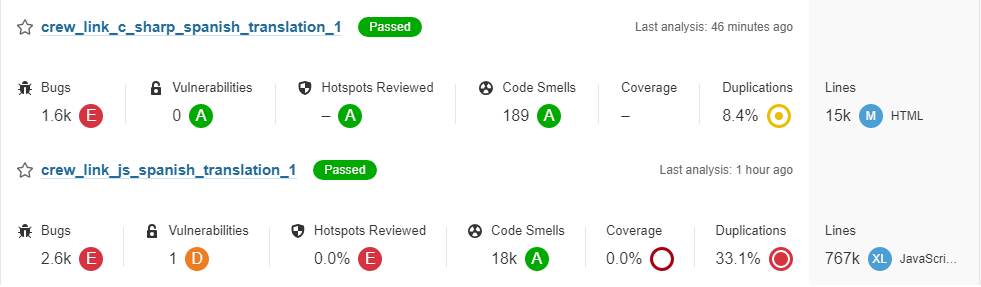 crew_link_c_sharp_spanish_translation_1 Passed Last analysis: 46 minutes ago
Bugs Vulnerabilities Hotspots Reviewed Code Smells Coverage Duplications Lines
1.6k E 0 A – A 189 A – 8.4% 15k M HTML
crew_link_js_spanish_translation_1 Passed Last analysis: 1 hour ago
Bugs Vulnerabilities Hotspots Reviewed Code Smells Coverage Duplications Lines
2.6k E 1 D 0.0% E 18k A 0.0% 33.1% 767k XL JavaScri...